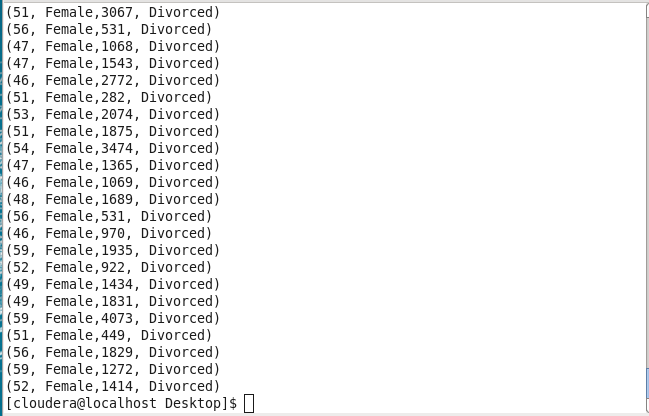 (51, Female,3067, Divorced)
(56, Female,531, Divorced)
(47, Female,1068, Divorced)
(47, Female,1543, Divorced)
(46, Female,2772, Divorced)
(51, Female,282, Divorced)
(53, Female,2074, Divorced)
(51, Female,1875, Divorced)
(54, Female,3474, Divorced)
(47, Female,1365, Divorced)
(46, Female,1069, Divorced)
(48, Female,1689, Divorced)
(56, Female,531, Divorced)
(46, Female,970, Divorced)
(59, Female,1935, Divorced)
(52, Female,922, Divorced)
(49, Female,1434, Divorced)
(49, Female,1831, Divorced)
(59, Female,4073, Divorced)
(51, Female,449, Divorced)
(56, Female,1829, Divorced)
(59, Female,1272, Divorced)
(52, Female,1414, Divorced)
[cloudera@localhost Desktop]$